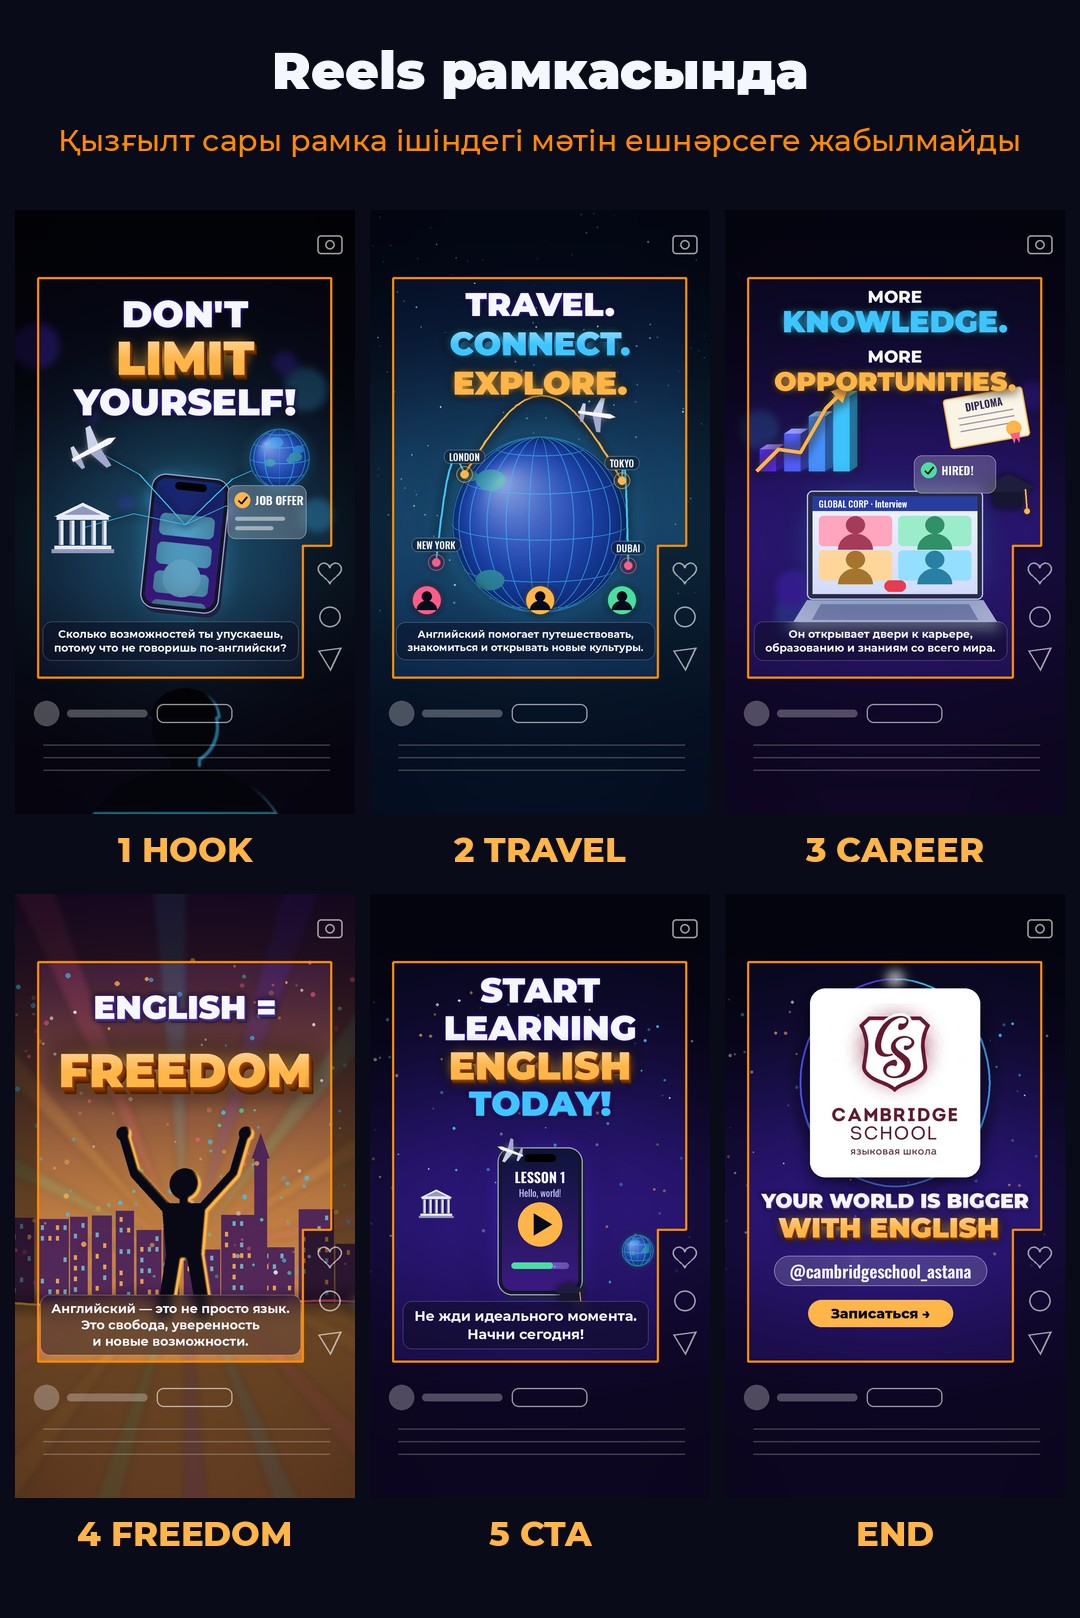 Reels рамкасында
Қызғылт сары рамка ішіндегі мәтін ешнәрсеге жабылмайды
DON'T
LIMIT
YOURSELF!
JOB OFFER
Сколько возможностей ты упускаешь,
потому что не говоришь по-английски?
1 HOOK
TRAVEL.
CONNECT.
EXPLORE.
LONDON
TOKYO
NEW YORK
DUBAI
Английский помогает путешествовать,
знакомиться и открывать новые культуры.
2 TRAVEL
MORE
KNOWLEDGE.
MORE
OPPORTUNITIES.
DIPLOMA
HIRED!
GLOBAL CORP · Interview
Он открывает двери к карьере,
образованию и знаниям со всего мира.
3 CAREER
ENGLISH =
FREEDOM
Английский — это не просто язык.
Это свобода, уверенность
и новые возможности.
4 FREEDOM
START
LEARNING
ENGLISH
TODAY!
LESSON 1
Hello, world!
Не жди идеального момента.
Начни сегодня!
5 CTA
CS
CAMBRIDGE
SCHOOL
языковая школа
YOUR WORLD IS BIGGER
WITH ENGLISH
@cambridgeschool_astana
Записаться →
END